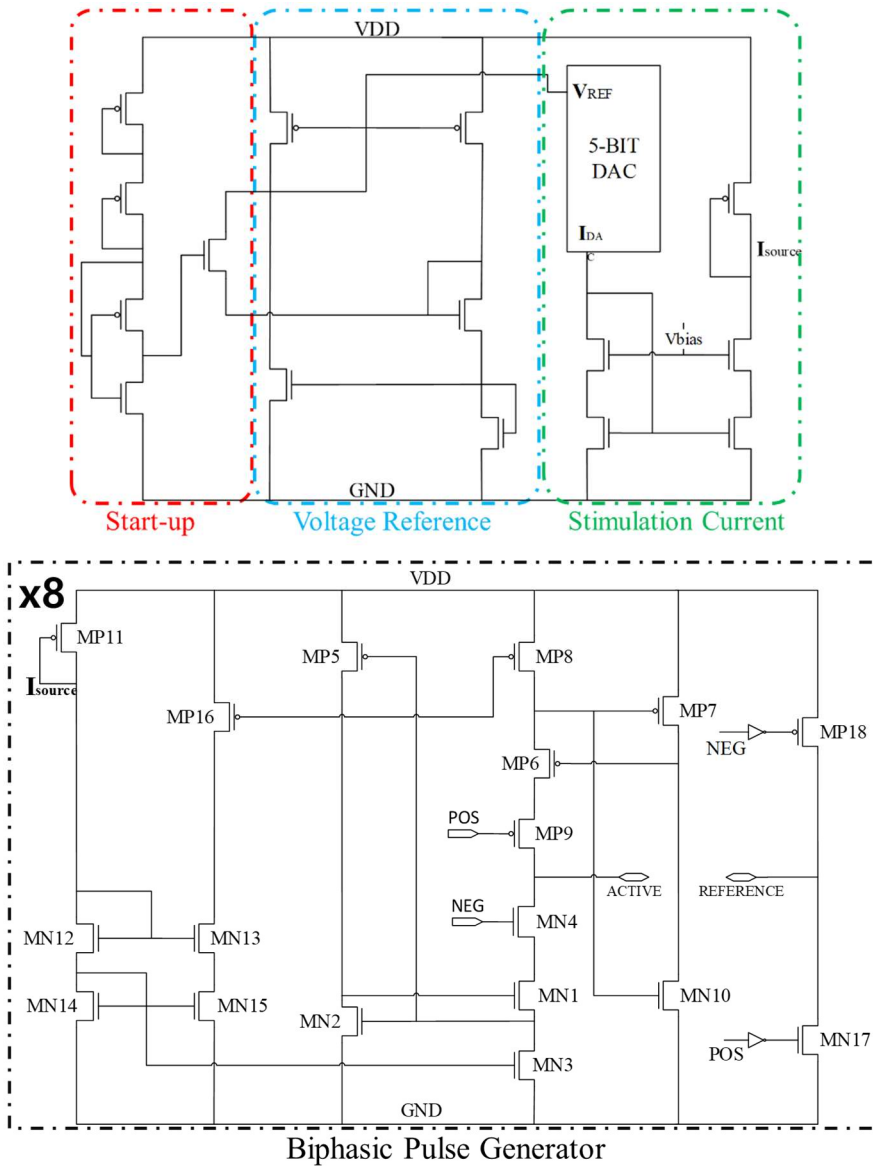 VDD
VREF
5-BIT
DAC
IDA
C
Isource
Vbias
GND
Start-up
Voltage Reference
Stimulation Current
x8
VDD
MP11
Isource
MP5
MP8
MP16
MP7
MP18
NEG
MP6
POS
MP9
ACTIVE
REFERENCE
NEG
MN4
MN12
MN13
MN14
MN15
MN2
MN1
MN10
MN17
POS
MN3
GND
Biphasic Pulse Generator